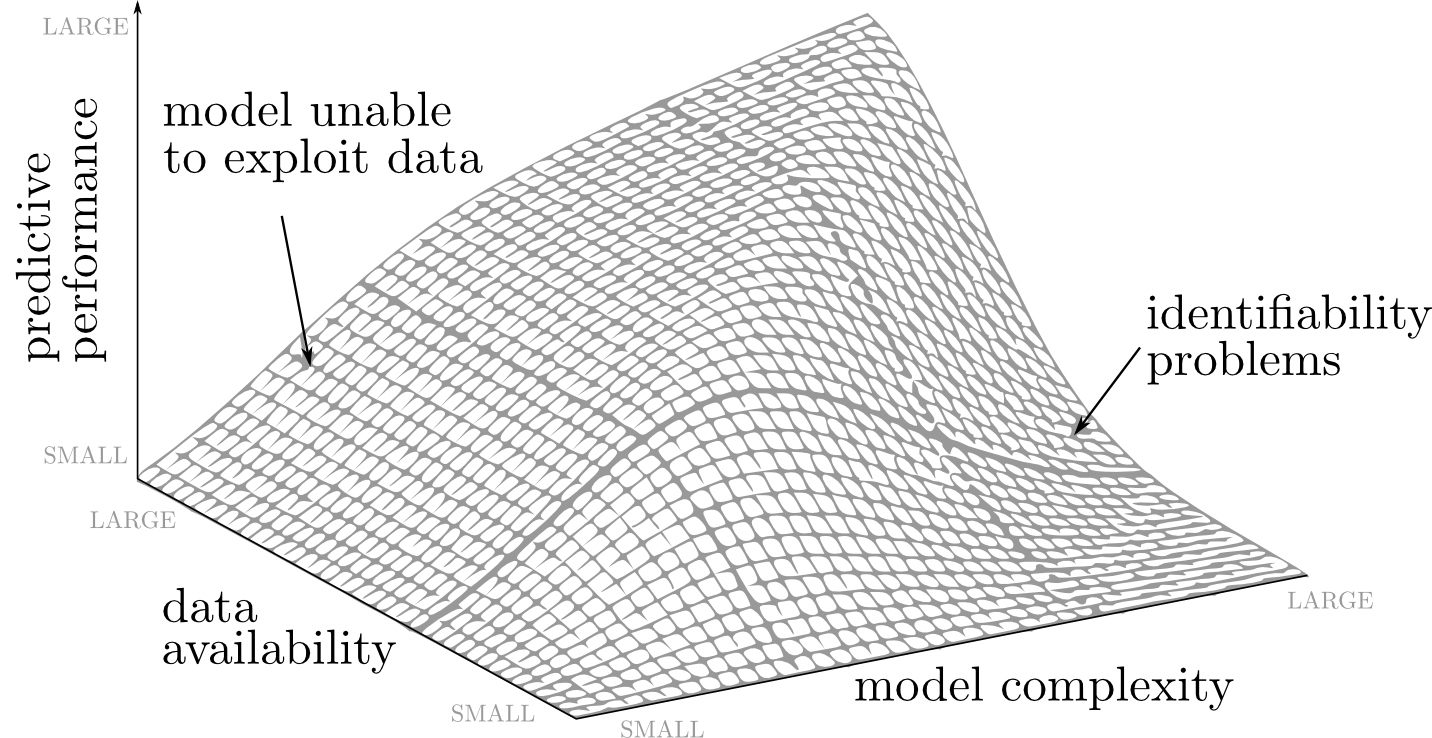 LARGE
model unable
to exploit data
predictive
performance
identifiability
problems
SMALL
LARGE
data
availability
LARGE
model complexity
SMALL
SMALL